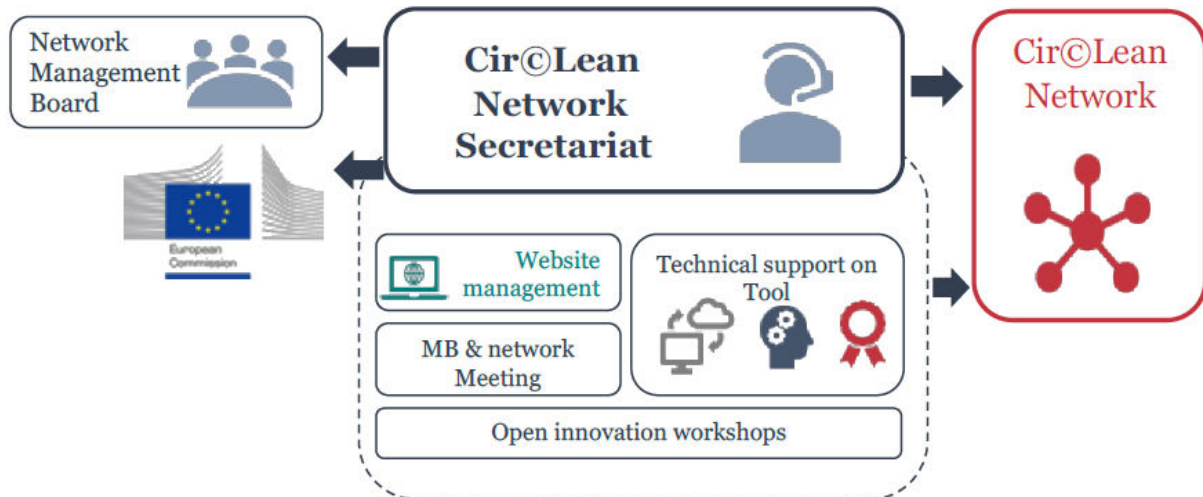 Network
Management
Board
Cir©Lean
Network
Secretariat
Cir©Lean
Network
European
Commission
Website
management
Technical support on
Tool
MB & network
Meeting
Open innovation workshops